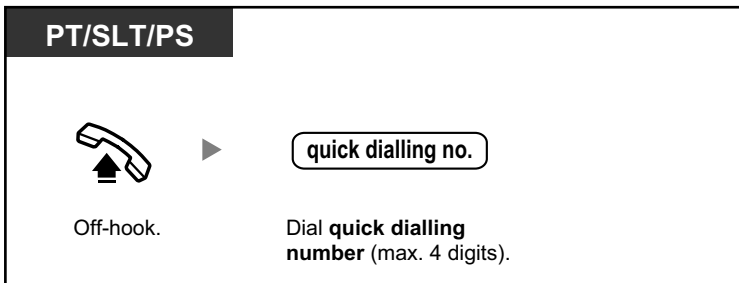 PT/SLT/PS
quick dialling no.
Off-hook.
Dial quick dialling
number (max. 4 digits).